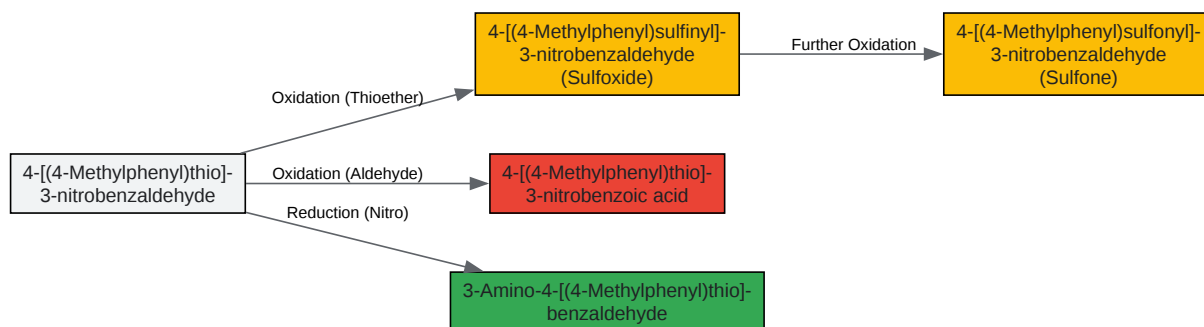 4-[(4-Methylphenyl)sulfinyl]-
3-nitrobenzaldehyde
(Sulfoxide)
Further Oxidation
4-[(4-Methylphenyl)sulfonyl]-
3-nitrobenzaldehyde
(Sulfone)
Oxidation (Thioether)
4-[(4-Methylphenyl)thio]-
3-nitrobenzaldehyde
Oxidation (Aldehyde)
4-[(4-Methylphenyl)thio]-
3-nitrobenzoic acid
Reduction (Nitro)
3-Amino-4-[(4-Methylphenyl)thio]-
benzaldehyde